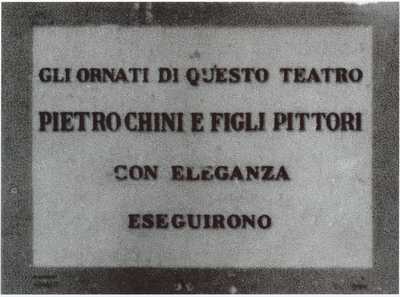 GLI ORNATI DI QUESTO TEATRO
PIETRO CHINI E FIGLI PITTORI
CON ELEGANZA
ESEGUIRONO